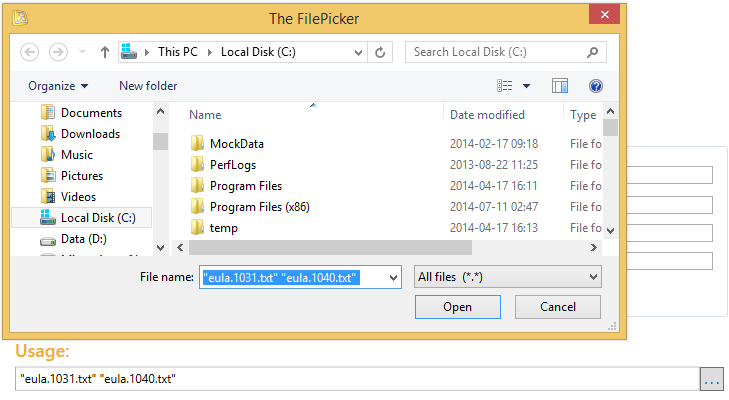 The FilePicker
This PC Local Disk (C:) Search Local Disk (C:)
Organize New folder
Name Date modified Type
Documents
Downloads
Music
Pictures
Videos
Local Disk (C:)
Data (D:)
MockData 2014-02-17 09:18 File fo
PerfLogs 2013-08-22 11:25 File fo
Program Files 2014-04-17 16:11 File fo
Program Files (x86) 2014-07-11 02:47 File fo
temp 2014-04-17 16:13 File fo
File name: "eula.1031.txt" "eula.1040.txt" All files (*.*)
Open Cancel
Usage:
"eula.1031.txt" "eula.1040.txt" ...